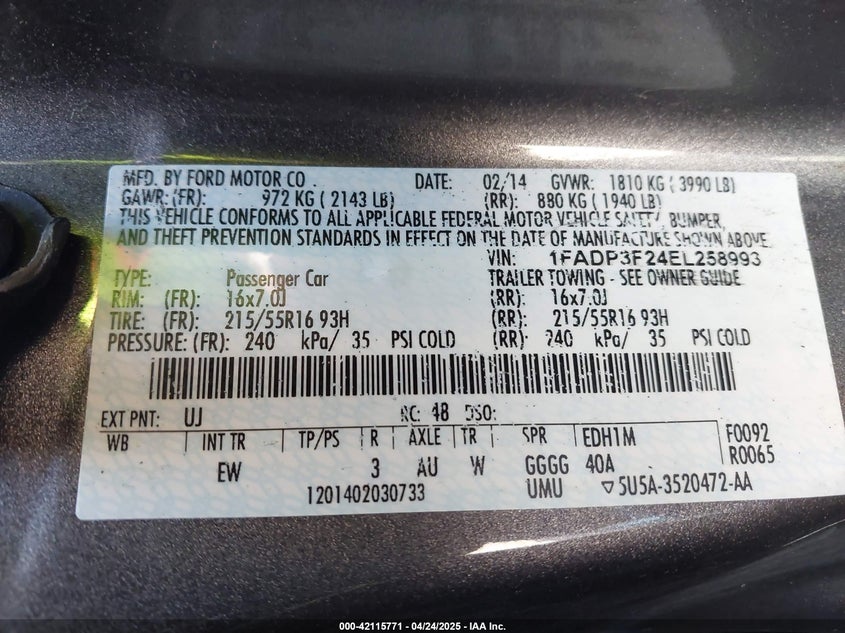 MFD. BY FORD MOTOR CO. DATE: 02/14 GVWR: 1810 KG ( 3990 LB)
GAWR: (FR): 972 KG ( 2143 LB) (RR): 880 KG ( 1940 LB)
THIS VEHICLE CONFORMS TO ALL APPLICABLE FEDERAL MOTOR VEHICLE SAFETY, BUMPER,
AND THEFT PREVENTION STANDARDS IN EFFECT ON THE DATE OF MANUFACTURE SHOWN ABOVE.
VIN: 1FADP3F24EL258993
TYPE: Passenger Car TRAILER TOWING - SEE OWNER GUIDE
RIM: (FR): 16x7.0J (RR): 16x7.0J
TIRE: (FR): 215/55R16 93H (RR): 215/55R16 93H
PRESSURE: (FR): 240 kPa/ 35 PSI COLD (RR): 240 kPa/ 35 PSI COLD
EXT PNT: UJ RC: 48 DSO:
WB INT TR TP/PS R AXLE TR SPR EDH1M F0092
EW 3 AU W GGGG 40A R0065
1201402030733 UMU ▽5U5A-3520472-AA
000-42115771 - 04/24/2025 - IAA Inc.